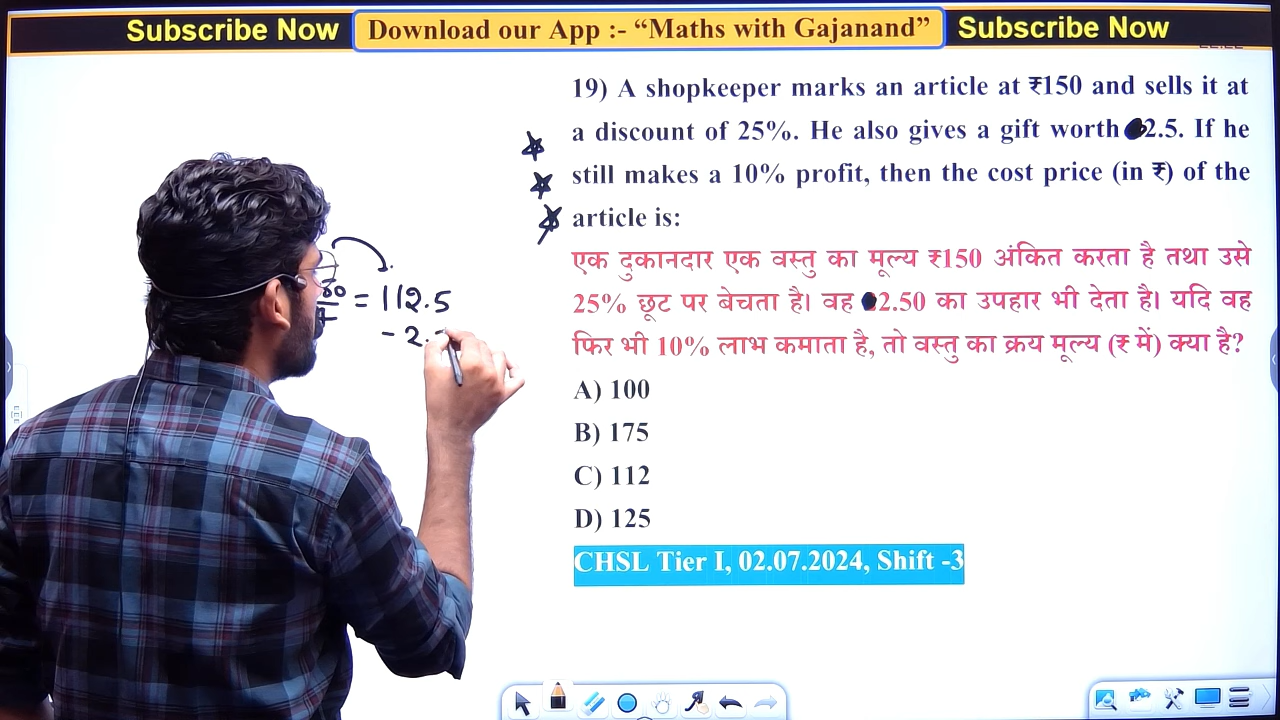 Subscribe Now
Download our App :- “Maths with Gajanand”
Subscribe Now
19) A shopkeeper marks an article at ₹150 and sells it at
a discount of 25%. He also gives a gift worth 2.5. If he
still makes a 10% profit, then the cost price (in ₹) of the
article is:
एक दुकानदार एक वस्तु का मूल्य ₹150 अंकित करता है तथा उसे
25% छूट पर बेचता है। वह 2.50 का उपहार भी देता है। यदि वह
फिर भी 10% लाभ कमाता है, तो वस्तु का क्रय मूल्य (₹ में) क्या है?
= 112.5
- 2.
A) 100
B) 175
C) 112
D) 125
CHSL Tier I, 02.07.2024, Shift -3